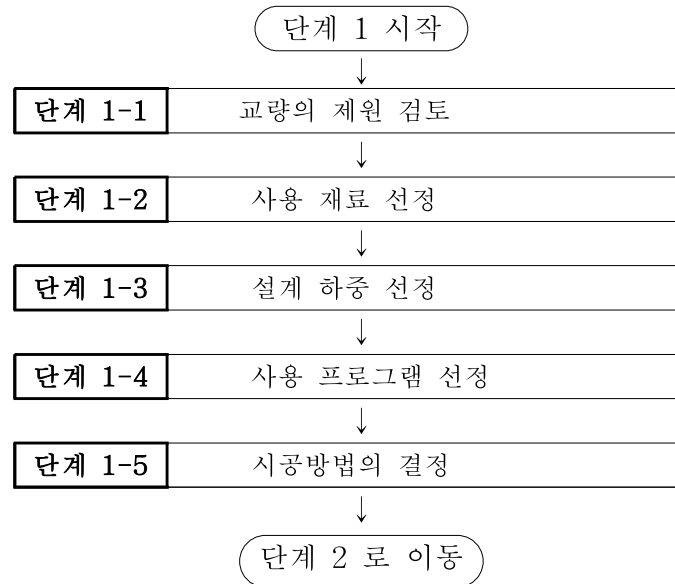 단계 1 시작
단계 1-1 교량의 제원 검토
단계 1-2 사용 재료 선정
단계 1-3 설계 하중 선정
단계 1-4 사용 프로그램 선정
단계 1-5 시공방법의 결정
단계 2 로 이동